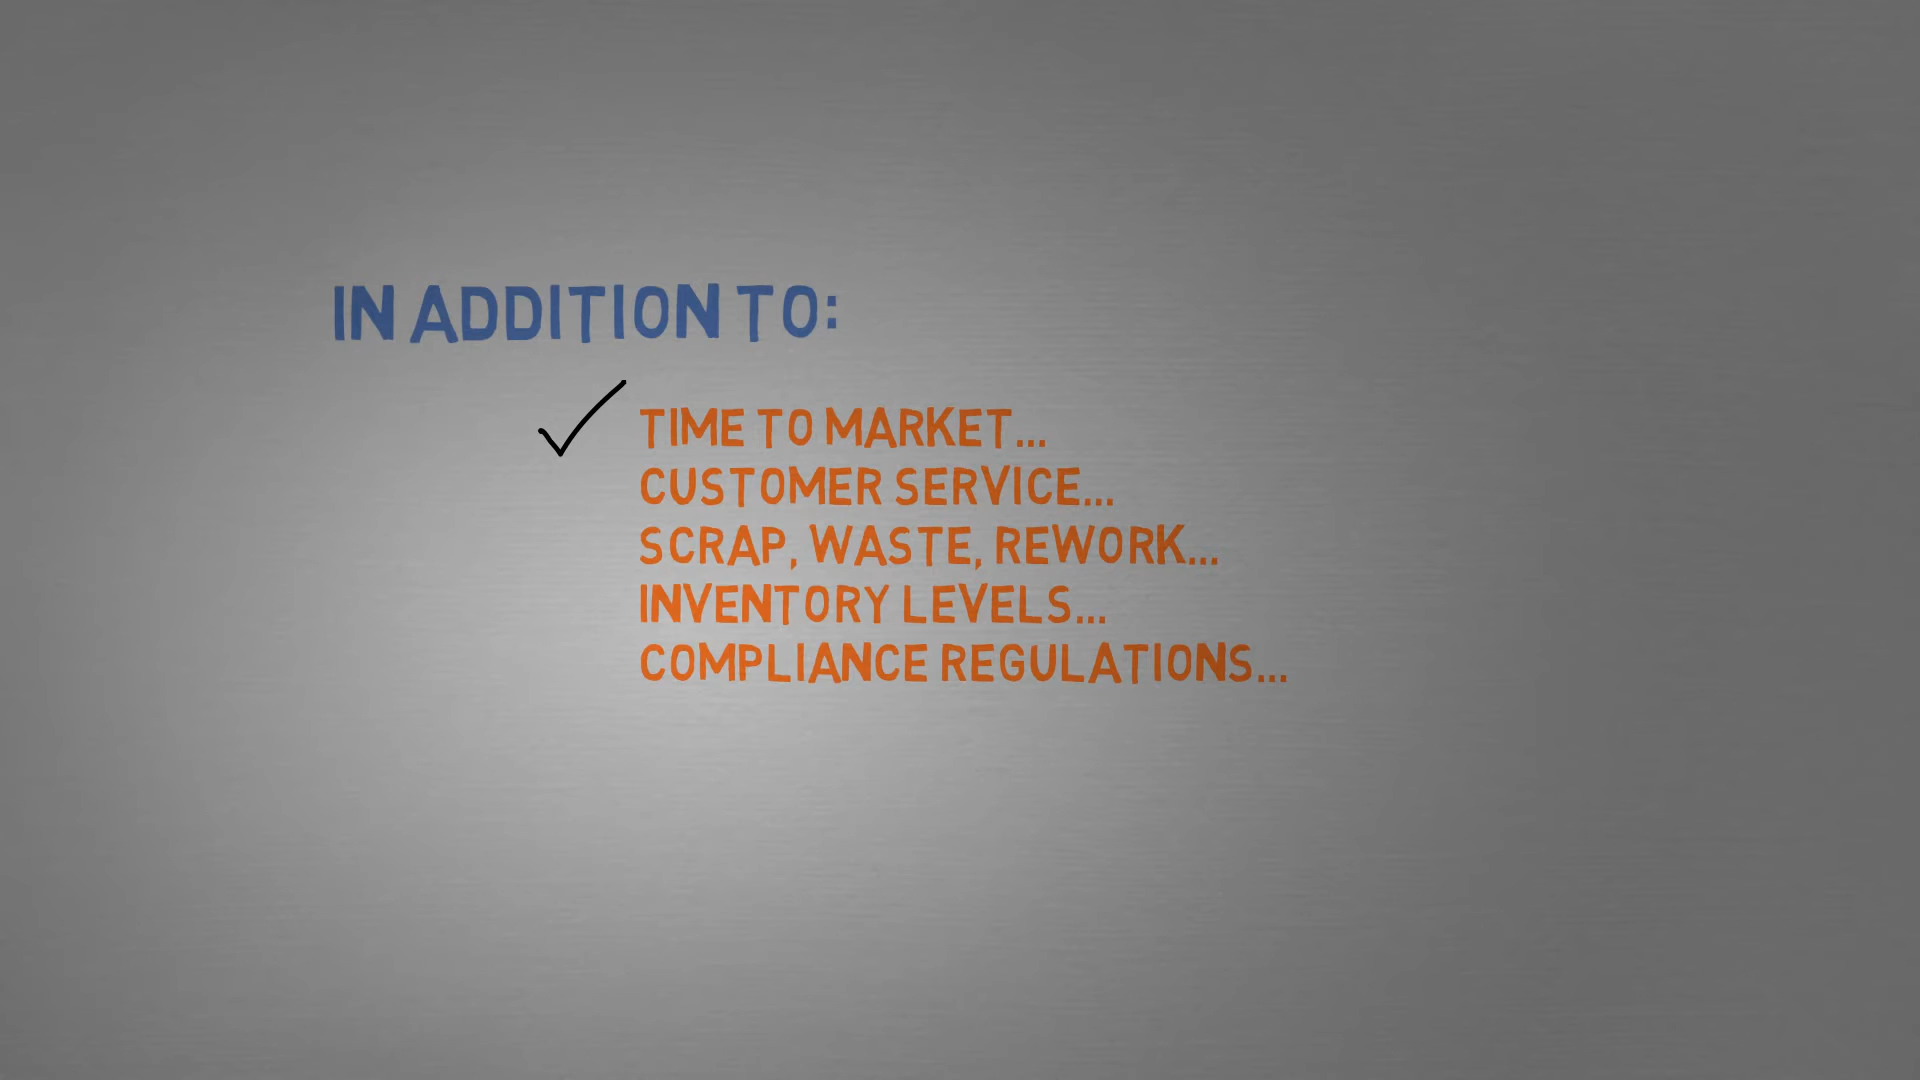 IN ADDITION TO:
TIME TO MARKET...
CUSTOMER SERVICE...
SCRAP, WASTE, REWORK...
INVENTORY LEVELS...
COMPLIANCE REGULATIONS...